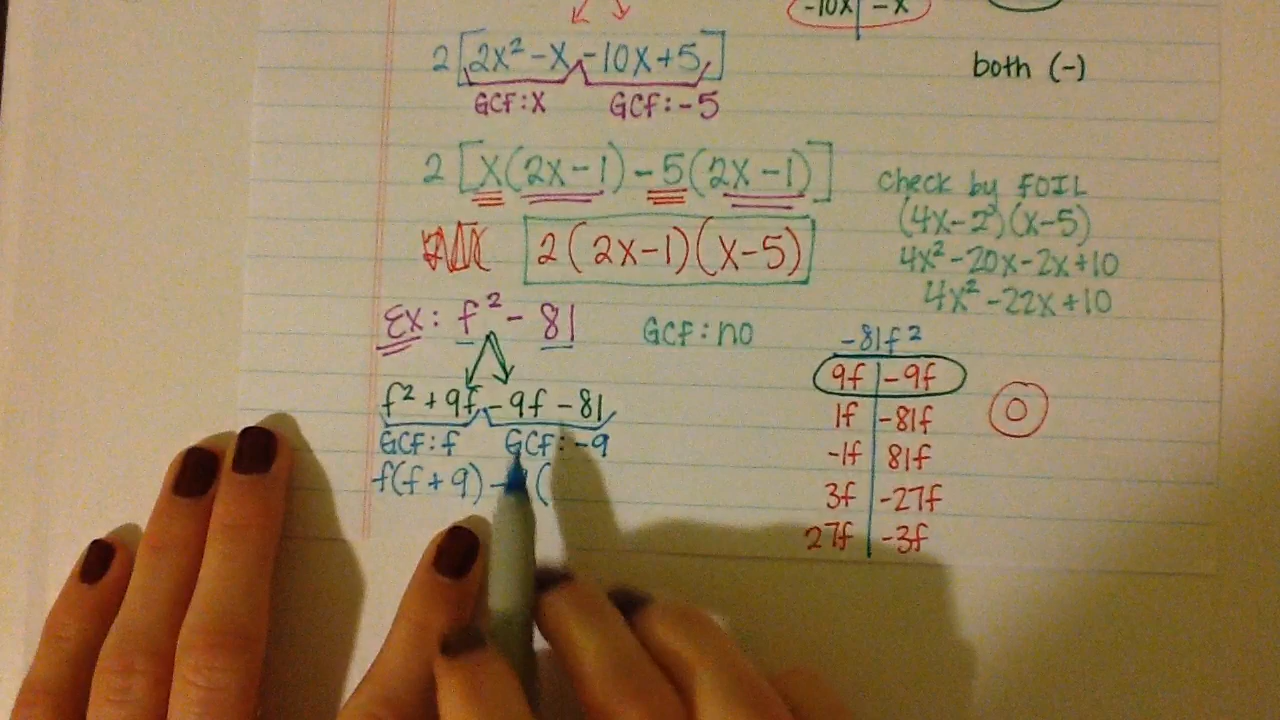 -10x -x
2[2x² - x - 10x + 5]
both (-)
GCF: x GCF: -5
2[x(2x - 1) - 5(2x - 1)]
check by FOIL
(4x - 2)(x - 5)
2(2x - 1)(x - 5)
4x² - 20x - 2x + 10
4x² - 22x + 10
Ex: f² - 81
GCF: no
-81f²
9f -9f
f² + 9f - 9f - 81
1f -81f
0
GCF: f GCF: -9
-1f 81f
f(f + 9) - (
3f -27f
27f -3f